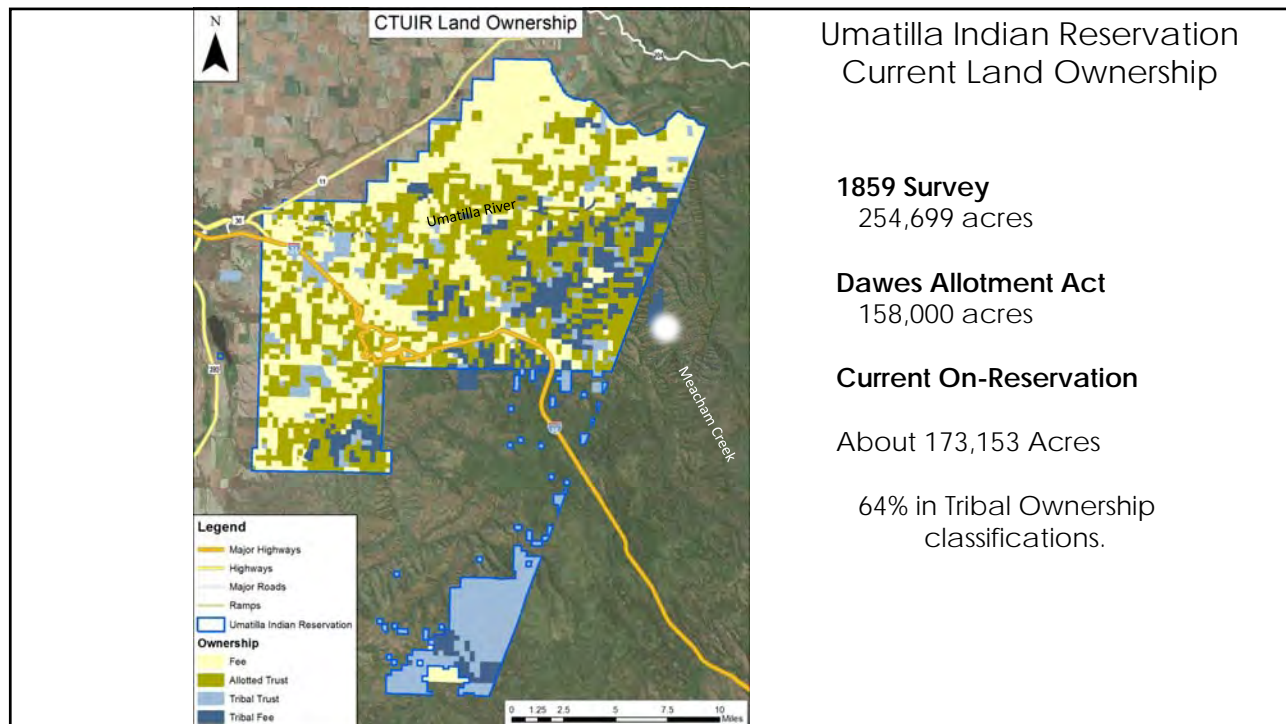 CTUIR Land Ownership
N
11
Umatilla River
Meacham Creek
395
Legend
Major Highways
Highways
Major Roads
Ramps
Umatilla Indian Reservation
Ownership
Fee
Allotted Trust
Tribal Trust
Tribal Fee
0 1.25 2.5 5 7.5 10
Miles
Umatilla Indian Reservation
Current Land Ownership
1859 Survey
254,699 acres
Dawes Allotment Act
158,000 acres
Current On-Reservation
About 173,153 Acres
64% in Tribal Ownership
classifications.